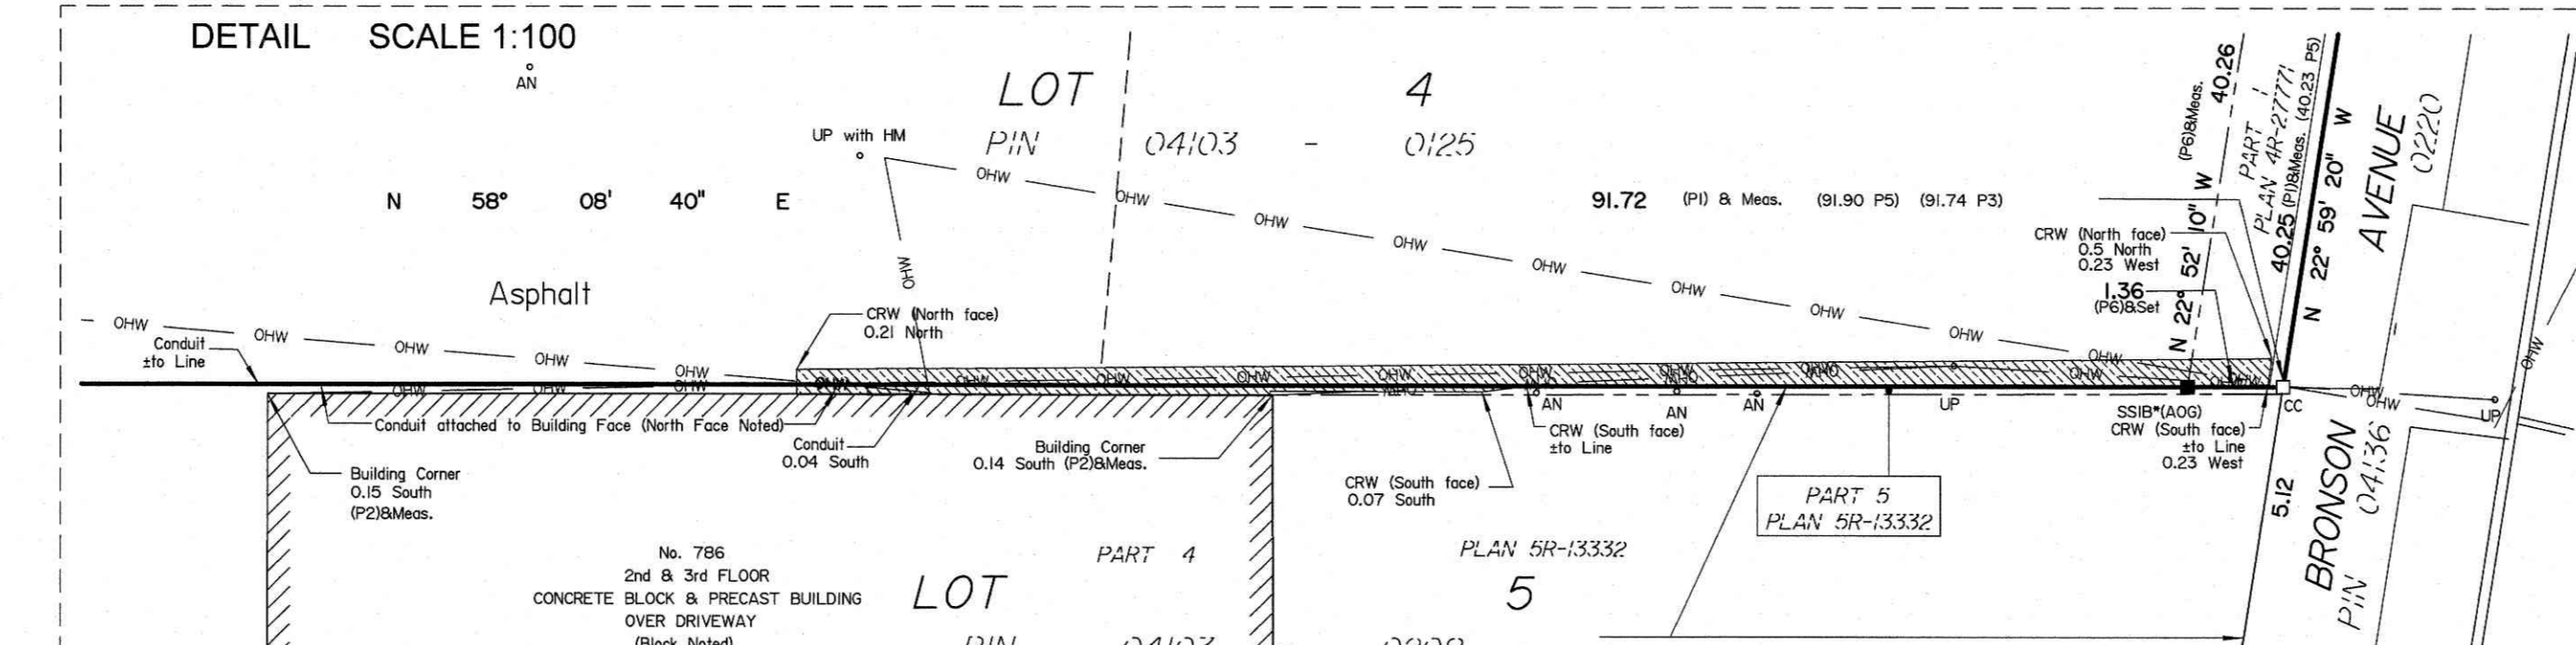 DETAIL SCALE 1:100
AN
LOT 4
PIN 04103 - 0125
UP with HM
N 58° 08' 40" E
91.72 (P1) & Meas. (91.90 P5) (91.74 P3)
Asphalt
OHW
Conduit
±to Line
CRW (North face)
0.21 North
CRW (North face)
0.5 North
0.23 West
1.36
(P6)&Set
N 22° 52' 10" W (P6)&Meas. 40.26
PART 1
PLAN 4R-27771
40.25 (P1)&Meas. (40.23 P5)
N 22° 59' 20" W
BRONSON AVENUE
PIN 04136 0220
Conduit attached to Building Face (North Face Noted)
Conduit
0.04 South
Building Corner
0.15 South
(P2)&Meas.
Building Corner
0.14 South (P2)&Meas.
CRW (South face)
0.07 South
AN
CRW (South face)
±to Line
AN
AN
UP
SSIB*(AOG)
CRW (South face)
±to Line
0.23 West
CC
UP
5.12
PART 5
PLAN 5R-13332
No. 786
2nd & 3rd FLOOR
CONCRETE BLOCK & PRECAST BUILDING
OVER DRIVEWAY
(Block Noted)
PART 4
PLAN 5R-13332
LOT 5
PIN 04103